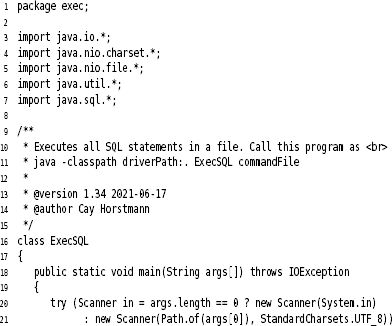 1 package exec;
2
3 import java.io.*;
4 import java.nio.charset.*;
5 import java.nio.file.*;
6 import java.util.*;
7 import java.sql.*;
8
9 /**
10 * Executes all SQL statements in a file. Call this program as <br>
11 * java -classpath driverPath:. ExecSQL commandFile
12 *
13 * @version 1.34 2021-06-17
14 * @author Cay Horstmann
15 */
16 class ExecSQL
17 {
18 public static void main(String args[]) throws IOException
19 {
20 try (Scanner in = args.length == 0 ? new Scanner(System.in)
21 : new Scanner(Path.of(args[0]), StandardCharsets.UTF_8))